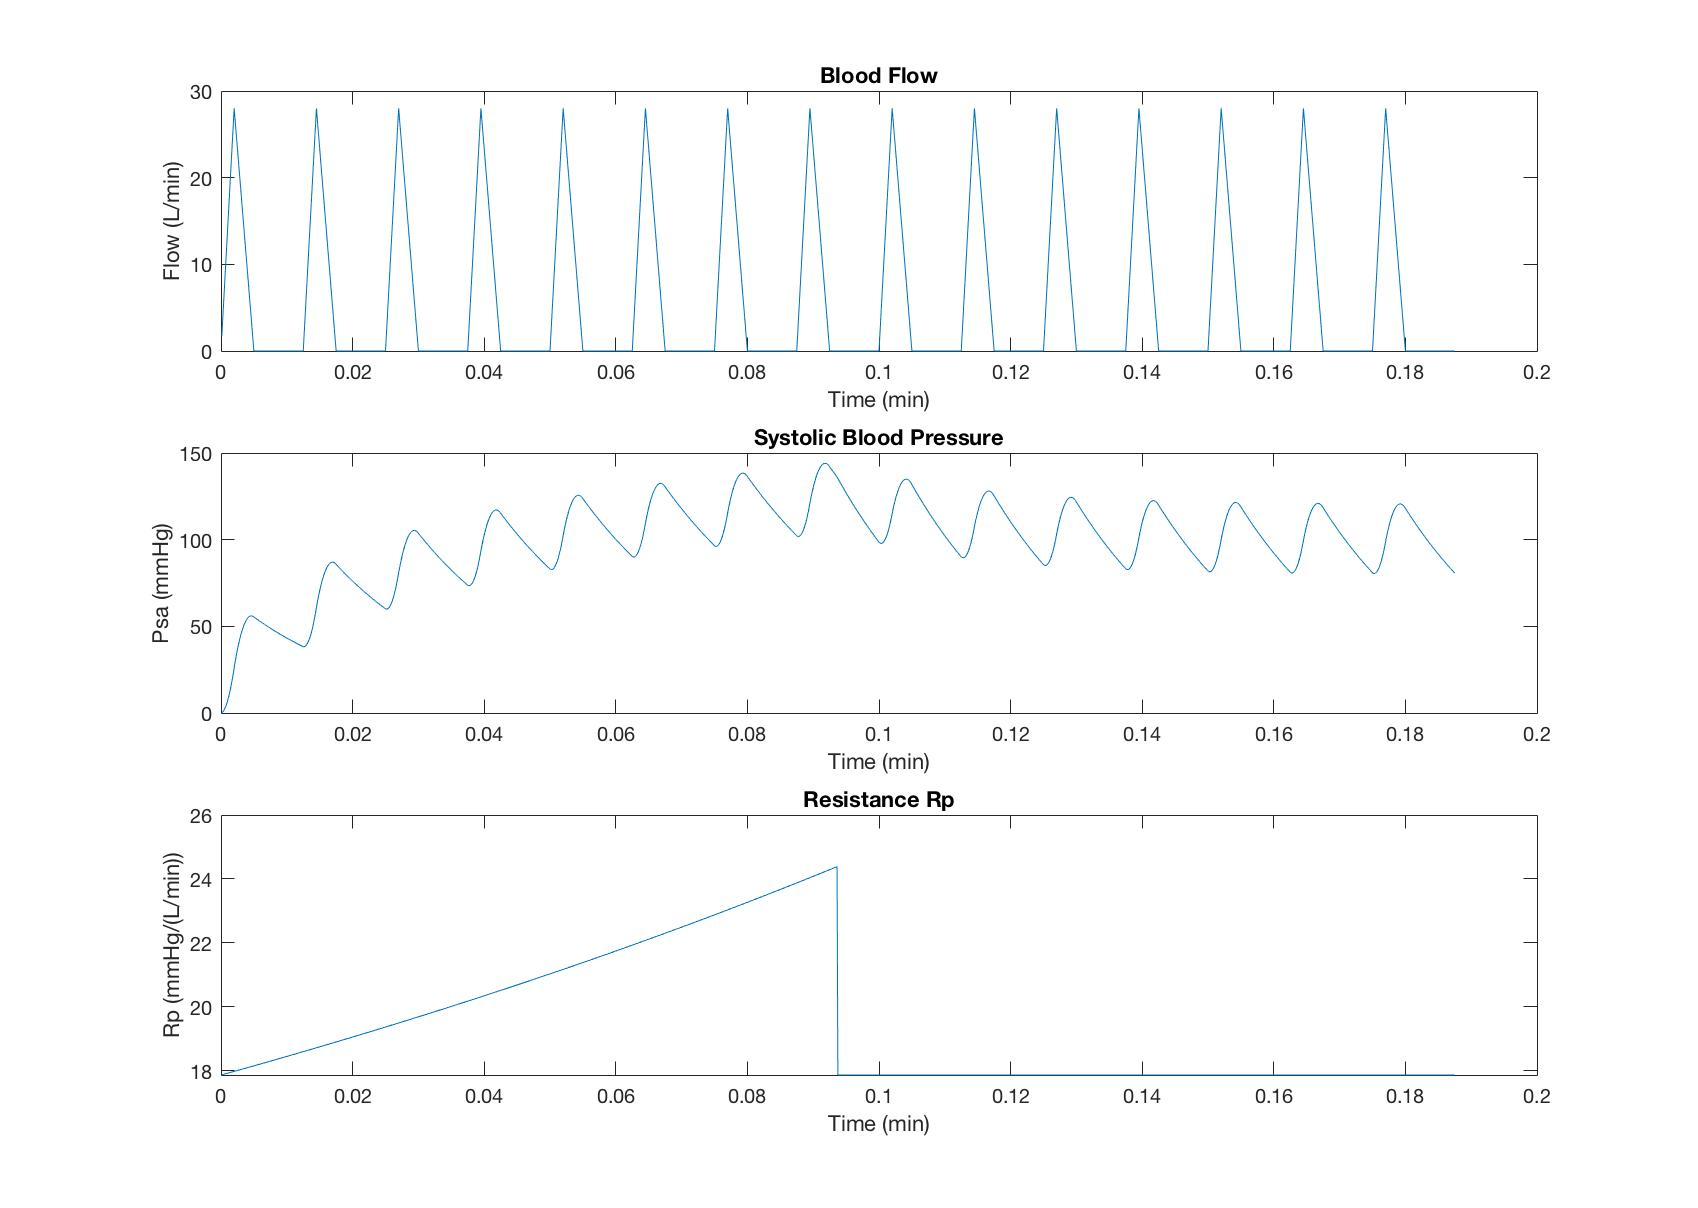 Blood Flow
30
20
10
0
Flow (L/min)
0 0.02 0.04 0.06 0.08 0.1 0.12 0.14 0.16 0.18 0.2
Time (min)
Systolic Blood Pressure
150
100
50
0
Psa (mmHg)
0 0.02 0.04 0.06 0.08 0.1 0.12 0.14 0.16 0.18 0.2
Time (min)
Resistance Rp
26
24
22
20
18
Rp (mmHg/(L/min))
0 0.02 0.04 0.06 0.08 0.1 0.12 0.14 0.16 0.18 0.2
Time (min)